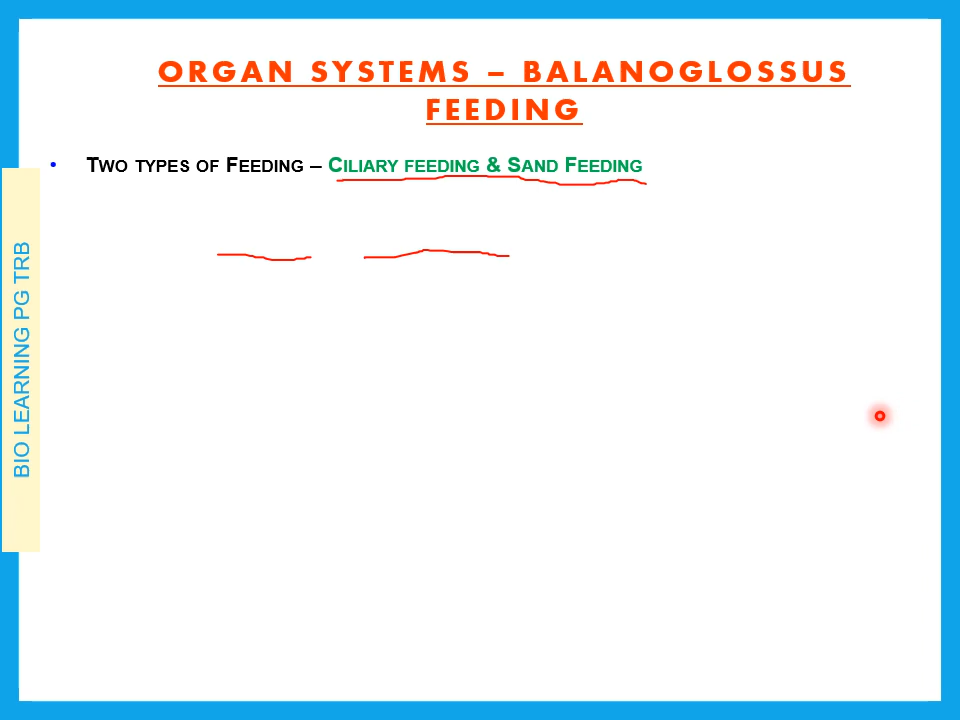 ORGAN SYSTEMS – BALANOGLOSSUS
FEEDING
• TWO TYPES OF FEEDING – CILIARY FEEDING & SAND FEEDING
BIO LEARNING PG TRB